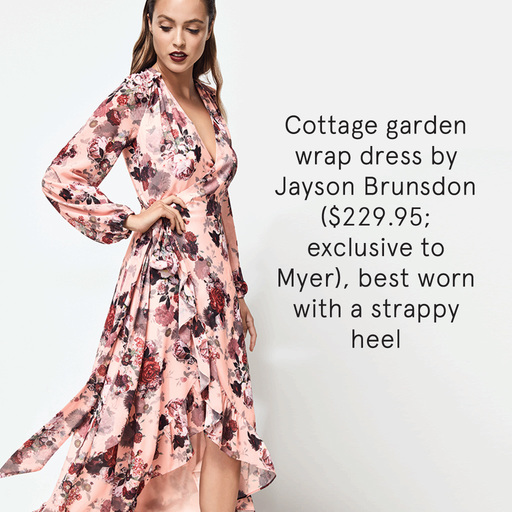 Cottage garden
wrap dress by
Jayson Brunsdon
($229.95;
exclusive to
Myer), best worn
with a strappy
heel